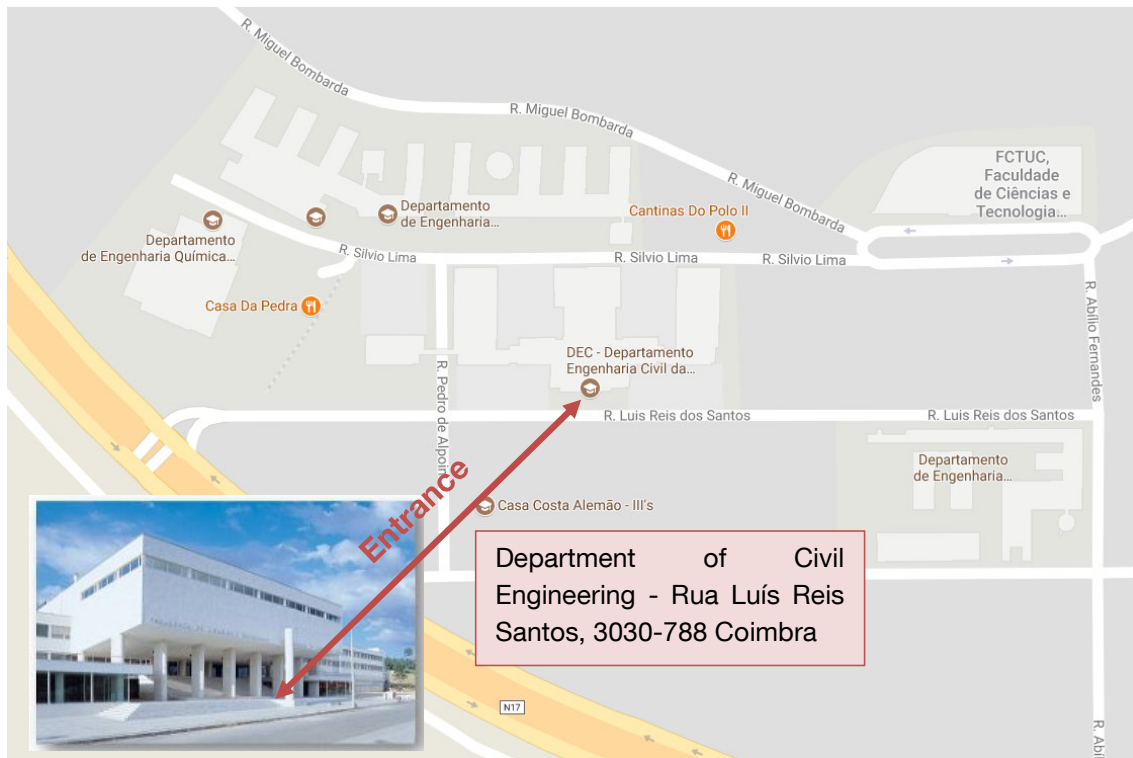 R. Miguel Bombarda
R. Miguel Bombarda
R. Miguel Bombarda
FCTUC,
Faculdade
de Ciências e
Tecnologia...
Departamento
de Engenharia...
Cantinas Do Polo II
Departamento
de Engenharia Química...
R. Silvio Lima
R. Silvio Lima
R. Silvio Lima
Casa Da Pedra
R. Abílio Fernandes
DEC - Departamento
Engenharia Civil da...
R. Pedro de Alpoim
R. Luis Reis dos Santos
R. Luis Reis dos Santos
Departamento
de Engenharia...
Entrance
Casa Costa Alemão - III's
Department of Civil
Engineering - Rua Luís Reis
Santos, 3030-788 Coimbra
N17
R. Abíl